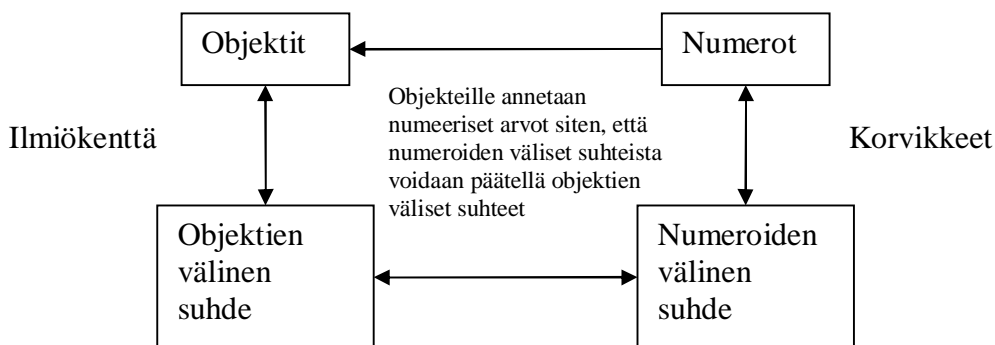 Objektit
Numerot
Objekteille annetaan
numeeriset arvot siten, että
numeroiden väliset suhteista
voidaan päätellä objektien
väliset suhteet
Ilmiökenttä
Korvikkeet
Objektien
välinen
suhde
Numeroiden
välinen
suhde